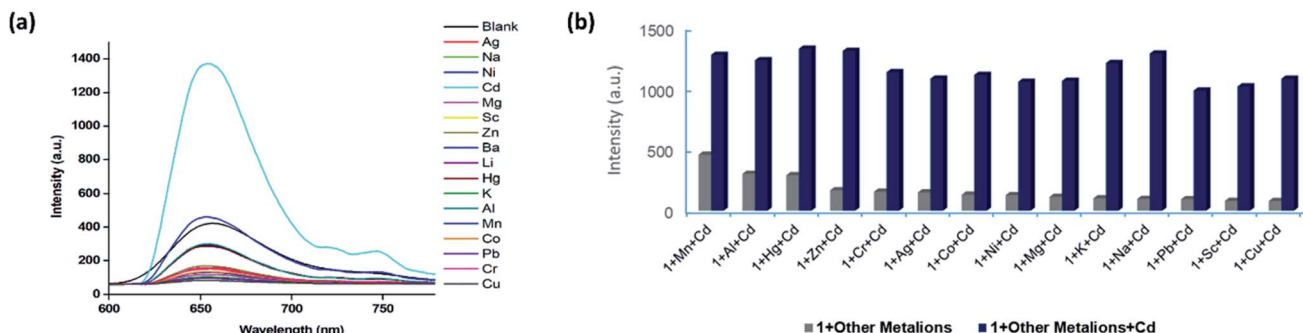 (a)
Intensity (a.u.)
1400
1200
1000
800
600
400
200
0
600
650
700
750
Wavelength (nm)
Blank
Ag
Na
Ni
Cd
Mg
Sc
Zn
Ba
Li
Hg
K
Al
Mn
Co
Pb
Cr
Cu
(b)
Intensity (a.u.)
1500
1000
500
0
1+Mn+Cd
1+Al+Cd
1+Hg+Cd
1+Zn+Cd
1+Cr+Cd
1+Ag+Cd
1+Co+Cd
1+Ni+Cd
1+Mg+Cd
1+K+Cd
1+Na+Cd
1+Pb+Cd
1+Sc+Cd
1+Cu+Cd
1+Other Metalions
1+Other Metalions+Cd